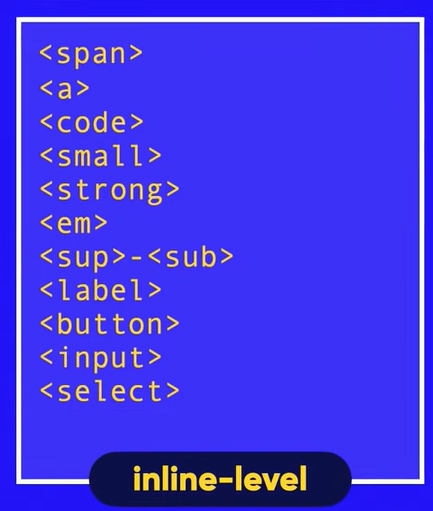 <span>
<a>
<code>
<small>
<strong>
<em>
<sup>-<sub>
<label>
<button>
<input>
<select>
inline-level